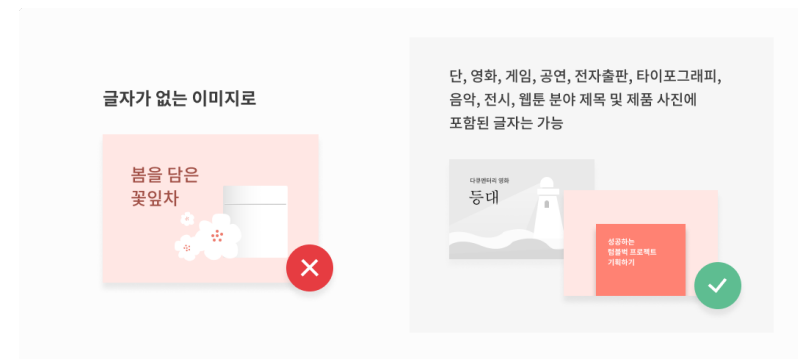 글자가 없는 이미지로
봄을 담은
꽃잎차
단, 영화, 게임, 공연, 전자출판, 타이포그래피,
음악, 전시, 웹툰 분야 제목 및 제품 사진에
포함된 글자는 가능
다큐멘터리 영화
등대
성공하는
텀블벅 프로젝트
기획하기